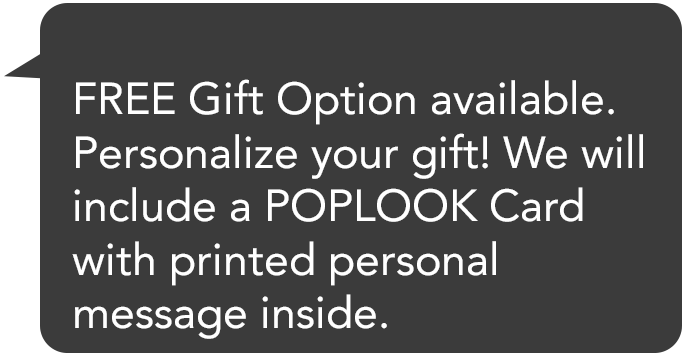 FREE Gift Option available.
Personalize your gift! We will
include a POPLOOK Card
with printed personal
message inside.